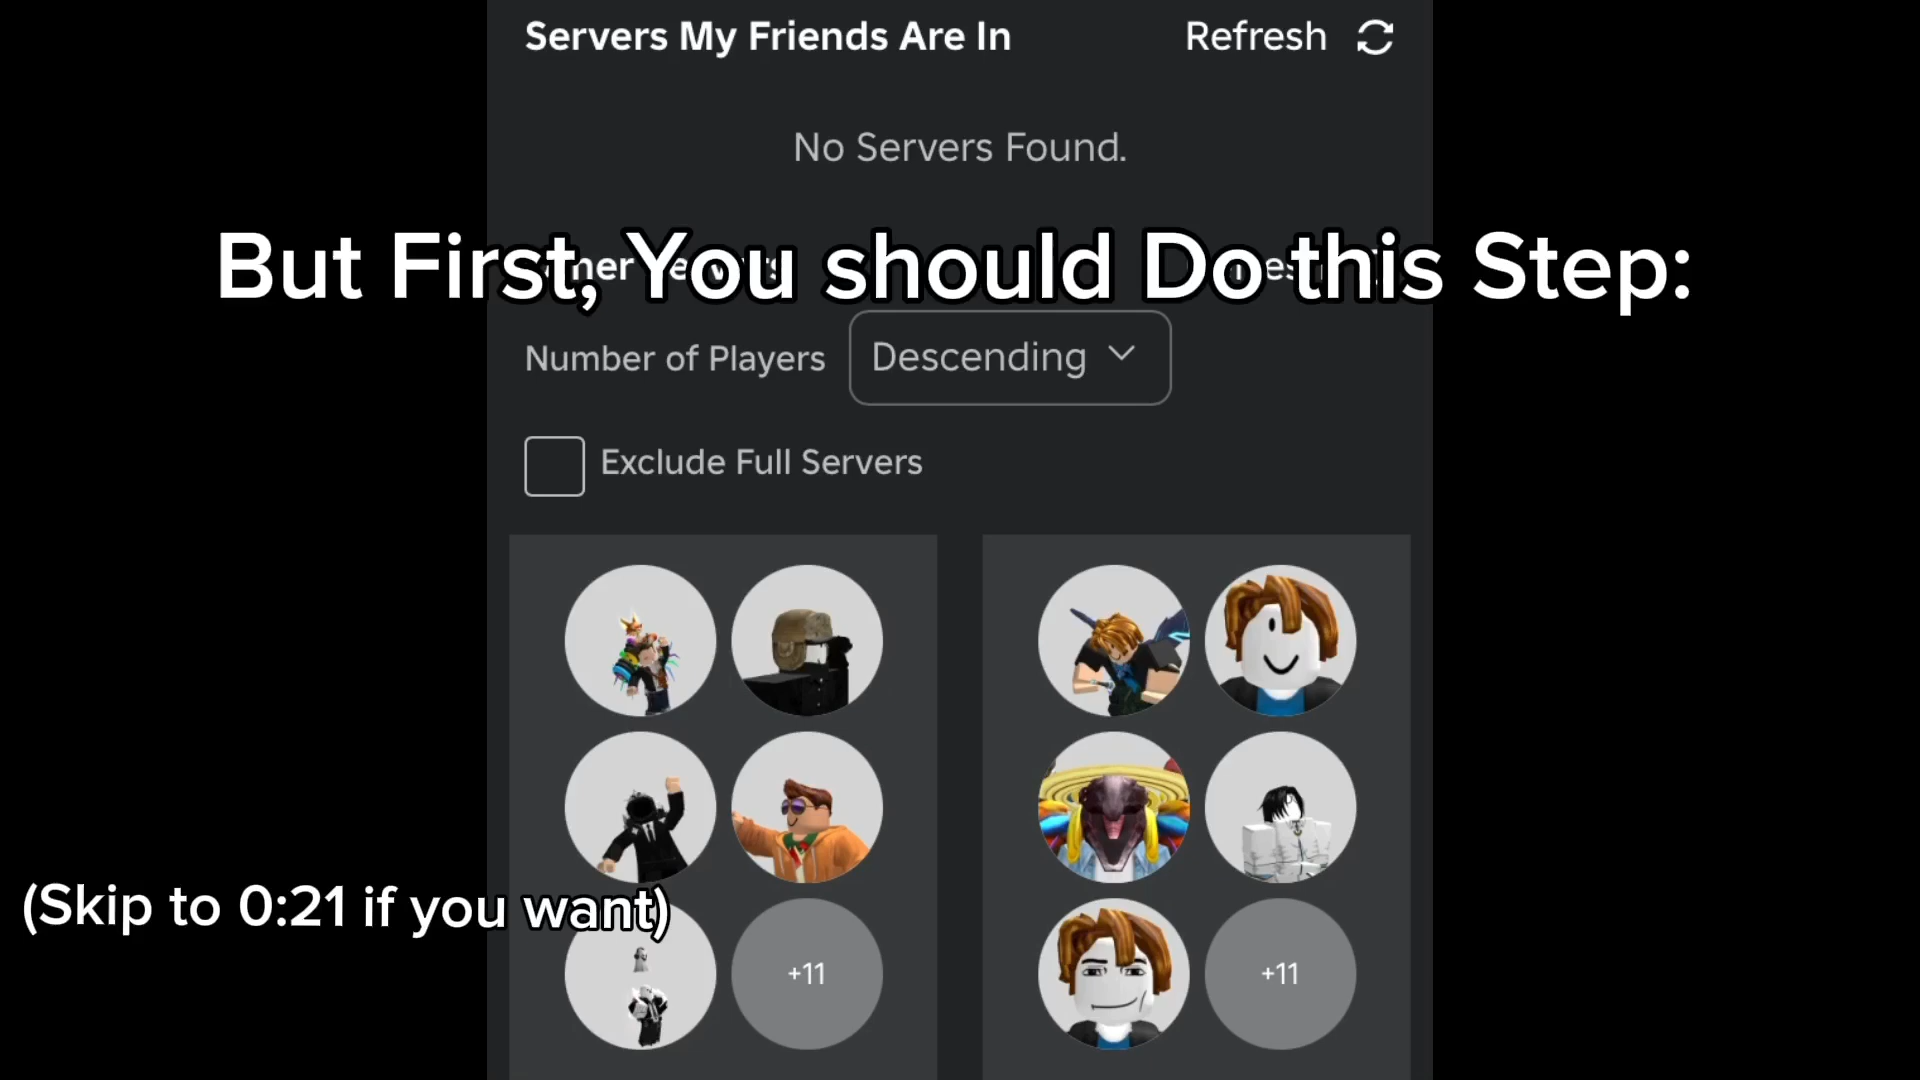 Servers My Friends Are In
Refresh
No Servers Found.
But First, You should Do this Step:
Number of Players
Descending
Exclude Full Servers
(Skip to 0:21 if you want)
+11
+11